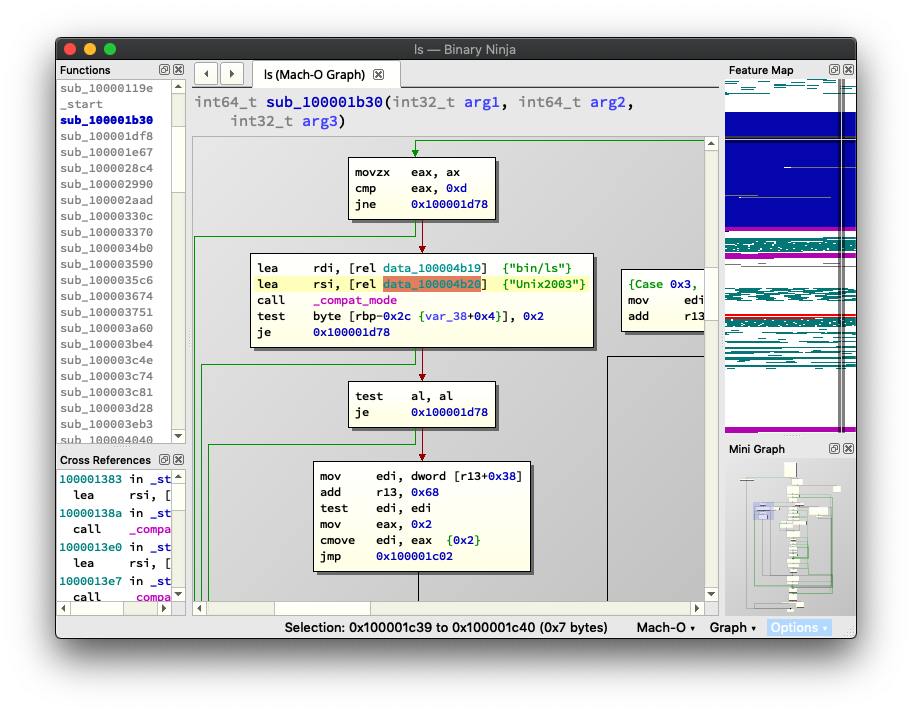 ls — Binary Ninja
Functions
sub_10000119e
_start
sub_100001b30
sub_100001df8
sub_100001e67
sub_1000028c4
sub_100002990
sub_100002aad
sub_10000330c
sub_100003370
sub_1000034b0
sub_100003590
sub_1000035c6
sub_100003674
sub_100003751
sub_100003a60
sub_100003be4
sub_100003c4e
sub_100003c74
sub_100003c81
sub_100003d28
sub_100003eb3
sub_100004040
Cross References
100001383 in _st
lea rsi, [
10000138a in _st
call _compa
1000013e0 in _st
lea rsi, [
1000013e7 in _st
call _compa
ls (Mach-O Graph)
int64_t sub_100001b30(int32_t arg1, int64_t arg2,
int32_t arg3)
movzx eax, ax
cmp eax, 0xd
jne 0x100001d78
lea rdi, [rel data_100004b19] {"bin/ls"}
lea rsi, [rel data_100004b20] {"Unix2003"}
call _compat_mode
test byte [rbp-0x2c {var_38+0x4}], 0x2
je 0x100001d78
{Case 0x3,
mov edi
add r13
test al, al
je 0x100001d78
mov edi, dword [r13+0x38]
add r13, 0x68
test edi, edi
mov eax, 0x2
cmove edi, eax {0x2}
jmp 0x100001c02
Feature Map
Mini Graph
Selection: 0x100001c39 to 0x100001c40 (0x7 bytes)
Mach-O
Graph
Options